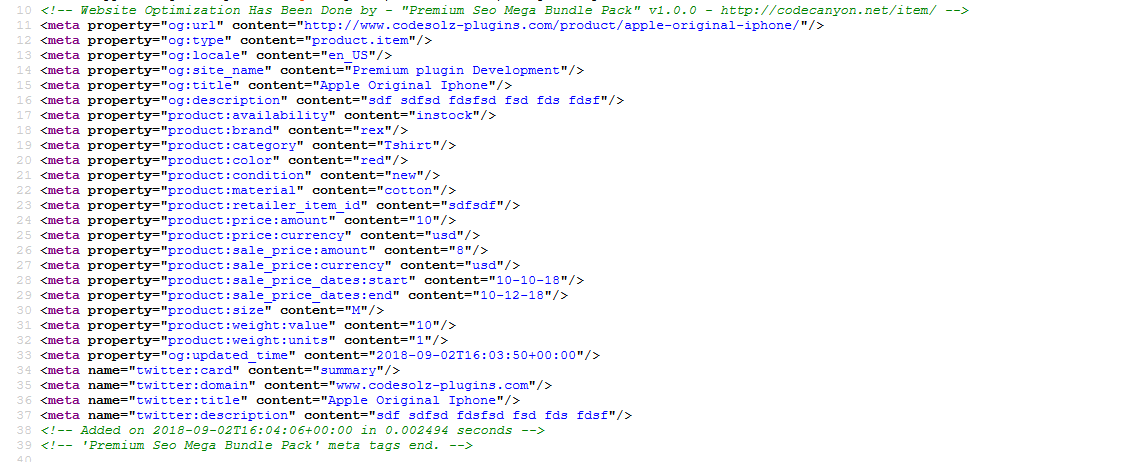 10 <!-- Website Optimization Has Been Done by - "Premium Seo Mega Bundle Pack" v1.0.0 - http://codecanyon.net/item/ -->
11 <meta property="og:url" content="http://www.codesolz-plugins.com/product/apple-original-iphone/"/>
12 <meta property="og:type" content="product.item"/>
13 <meta property="og:locale" content="en_US"/>
14 <meta property="og:site_name" content="Premium plugin Development"/>
15 <meta property="og:title" content="Apple Original Iphone"/>
16 <meta property="og:description" content="sdf sdfsd fdsfsd fsd fds fdsf"/>
17 <meta property="product:availability" content="instock"/>
18 <meta property="product:brand" content="rex"/>
19 <meta property="product:category" content="Tshirt"/>
20 <meta property="product:color" content="red"/>
21 <meta property="product:condition" content="new"/>
22 <meta property="product:material" content="cotton"/>
23 <meta property="product:retailer_item_id" content="sdfsdf"/>
24 <meta property="product:price:amount" content="10"/>
25 <meta property="product:price:currency" content="usd"/>
26 <meta property="product:sale_price:amount" content="8"/>
27 <meta property="product:sale_price:currency" content="usd"/>
28 <meta property="product:sale_price_dates:start" content="10-10-18"/>
29 <meta property="product:sale_price_dates:end" content="10-12-18"/>
30 <meta property="product:size" content="M"/>
31 <meta property="product:weight:value" content="10"/>
32 <meta property="product:weight:units" content="1"/>
33 <meta property="og:updated_time" content="2018-09-02T16:03:50+00:00"/>
34 <meta name="twitter:card" content="summary"/>
35 <meta name="twitter:domain" content="www.codesolz-plugins.com"/>
36 <meta name="twitter:title" content="Apple Original Iphone"/>
37 <meta name="twitter:description" content="sdf sdfsd fdsfsd fsd fds fdsf"/>
38 <!-- Added on 2018-09-02T16:04:06+00:00 in 0.002494 seconds -->
39 <!-- 'Premium Seo Mega Bundle Pack' meta tags end. -->
40